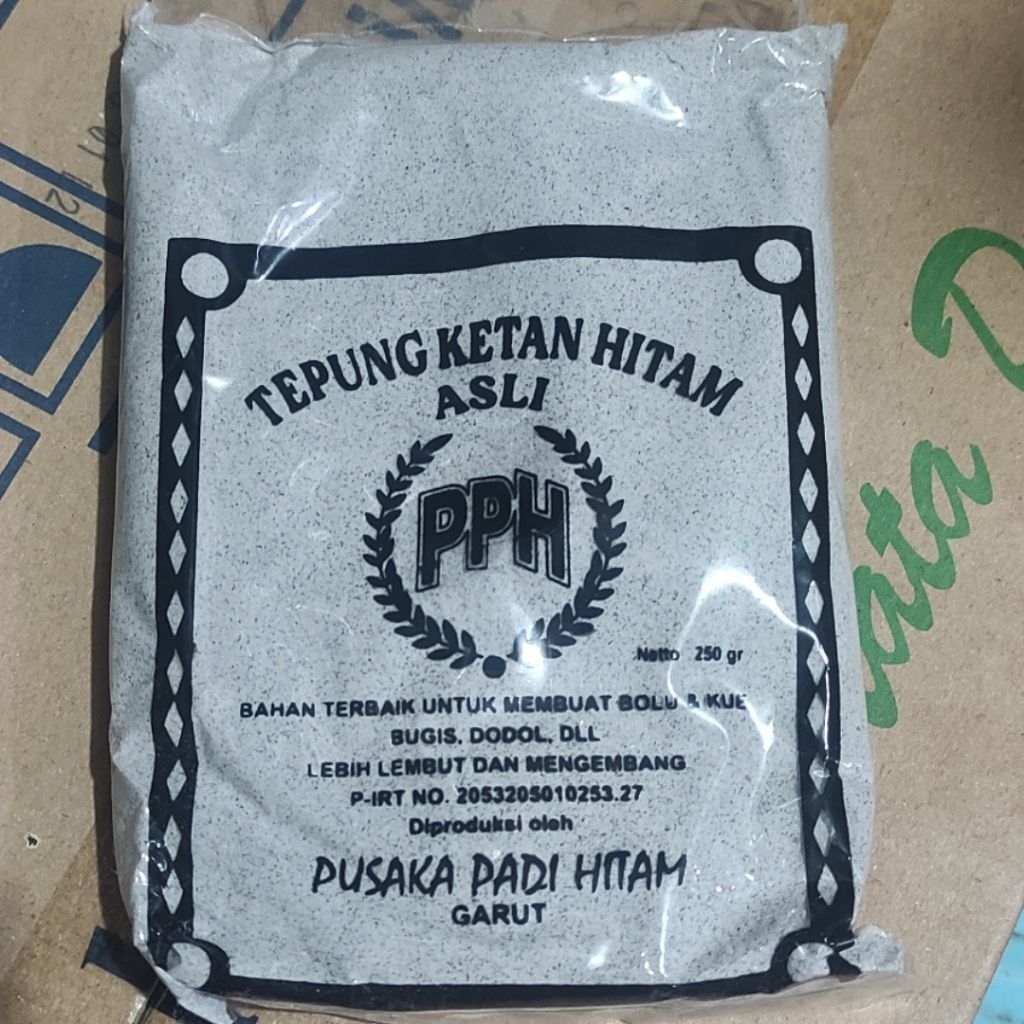 TEPUNG KETAN HITAM
ASLI
PPH
Netto 250 gr
BAHAN TERBAIK UNTUK MEMBUAT BOLU & KUE
BUGIS. DODOL, DLL
LEBIH LEMBUT DAN MENGEMBANG
P-IRT NO. 2053205010253.27
Diproduksi oleh
PUSAKA PADI HITAM
GARUT